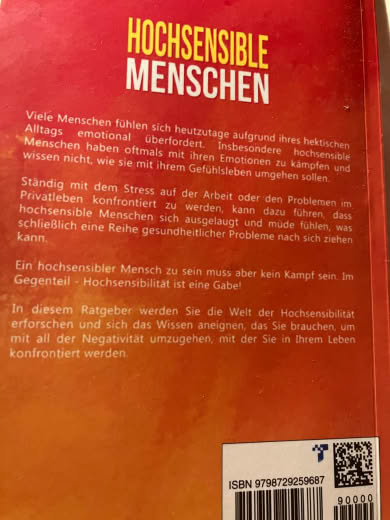 HOCHSENSIBLE
MENSCHEN
Viele Menschen fühlen sich heutzutage aufgrund ihres hektischen
Alltags emotional überfordert. Insbesondere hochsensible
Menschen haben oftmals mit ihren Emotionen zu kämpfen und
wissen nicht, wie sie mit ihrem Gefühlsleben umgehen sollen.
Ständig mit dem Stress auf der Arbeit oder den Problemen im
Privatleben konfrontiert zu werden, kann dazu führen, dass
hochsensible Menschen sich ausgelaugt und müde fühlen, was
schließlich eine Reihe gesundheitlicher Probleme nach sich ziehen
kann.
Ein hochsensibler Mensch zu sein muss aber kein Kampf sein. Im
Gegenteil - Hochsensibilität ist eine Gabe!
In diesem Ratgeber werden Sie die Welt der Hochsensibilität
erforschen und sich das Wissen aneignen, das Sie brauchen, um
mit all der Negativität umzugehen, mit der Sie in Ihrem Leben
konfrontiert werden.
ISBN 9798729259687
90000